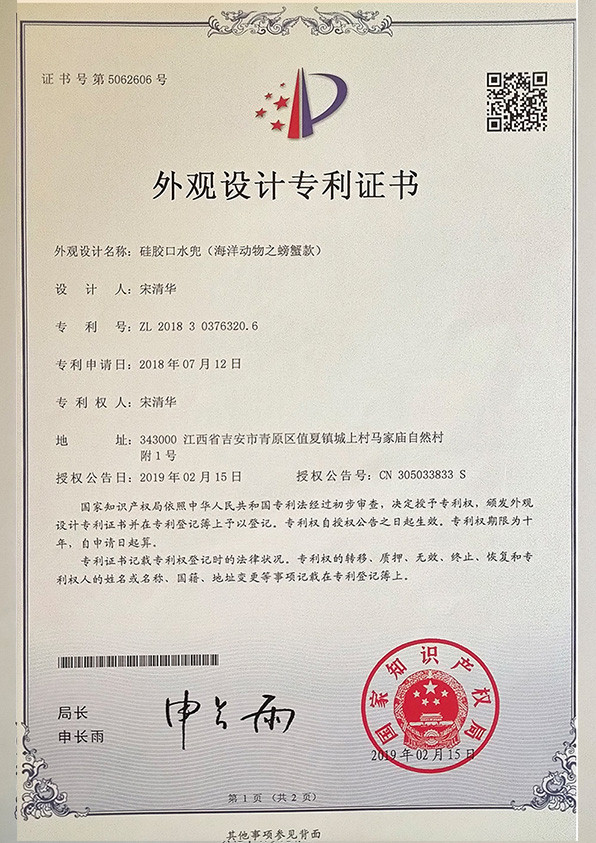 证书号第5062606号
外观设计专利证书
外观设计名称：硅胶口水兜（海洋动物之螃蟹款）
设计人：宋清华
专利号：ZL 2018 3 0376320.6
专利申请日：2018年07月12日
专利权人：宋清华
地址：343000 江西省吉安市青原区值夏镇城上村马家庙自然村
附1号
授权公告日：2019年02月15日 授权公告号：CN 305033833 S
国家知识产权局依照中华人民共和国专利法经过初步审查，决定授予专利权，颁发外观
设计专利证书并在专利登记簿上予以登记。专利权自授权公告之日起生效。专利权期限为十
年，自申请日起算。
专利证书记载专利权登记时的法律状况。专利权的转移、质押、无效、终止、恢复和专
利权人的姓名或名称、国籍、地址变更等事项记载在专利登记簿上。
局长
申长雨
申长雨
国家知识产权局
2019年02月15日
第1页（共2页）
其他事项参见背面